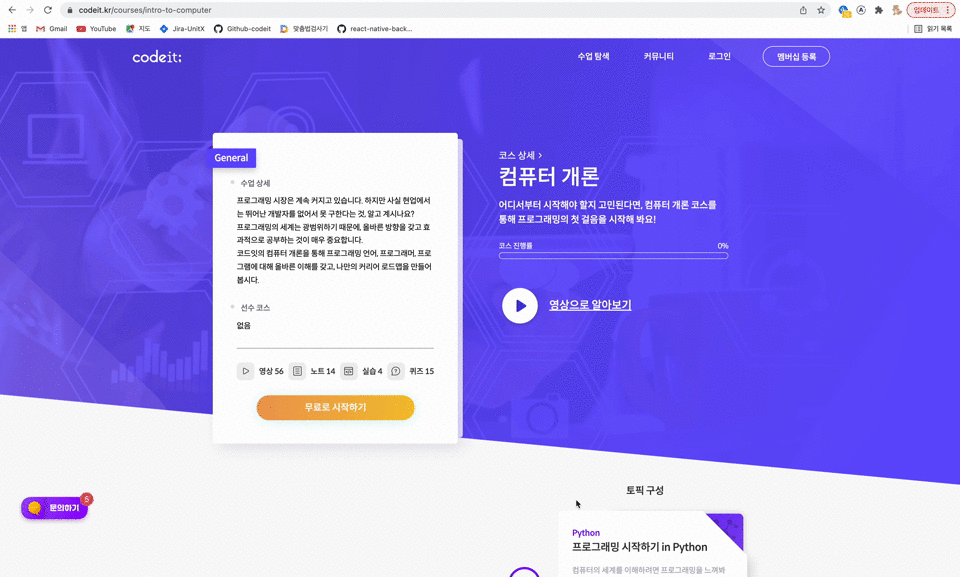 codeit.kr/courses/intro-to-computer
업데이트
앱
Gmail
YouTube
지도
Jira-UnitX
Github-codeit
맞춤법검사기
react-native-back...
읽기 목록
codeit:
수업 탐색
커뮤니티
로그인
멤버십 등록
General
수업 상세
프로그래밍 시장은 계속 커지고 있습니다. 하지만 사실 현업에서
는 뛰어난 개발자를 없어서 못 구한다는 것, 알고 계시나요?
프로그래밍의 세계는 광범위하기 때문에, 올바른 방향을 갖고 효
과적으로 공부하는 것이 매우 중요합니다.
코드잇의 컴퓨터 개론을 통해 프로그래밍 언어, 프로그래머, 프로
그램에 대해 올바른 이해를 갖고, 나만의 커리어 로드맵을 만들어
봅시다.
선수 코스
없음
영상 56
노트 14
실습 4
퀴즈 15
무료로 시작하기
코스 상세 >
컴퓨터 개론
어디서부터 시작해야 할지 고민된다면, 컴퓨터 개론 코스를
통해 프로그래밍의 첫 걸음을 시작해 봐요!
코스 진행률
0%
영상으로 알아보기
토픽 구성
Python
프로그래밍 시작하기 in Python
컴퓨터의 세계를 이해하려면 프로그래밍을 느껴봐
문의하기
5